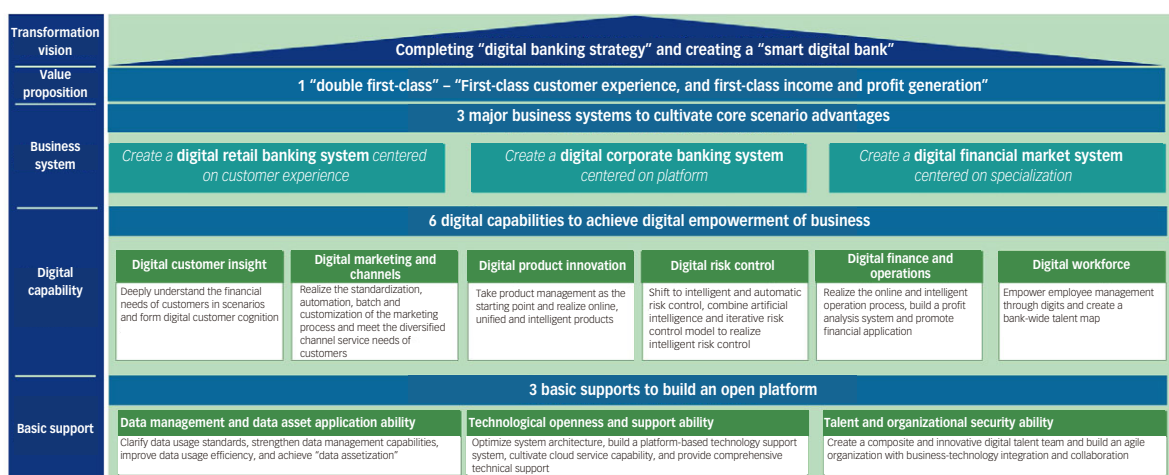 Transformation
vision
Completing “digital banking strategy” and creating a “smart digital bank”
Value
proposition
1 “double first-class” – “First-class customer experience, and first-class income and profit generation”
Business
system
3 major business systems to cultivate core scenario advantages
Create a digital retail banking system centered
on customer experience
Create a digital corporate banking system
centered on platform
Create a digital financial market system
centered on specialization
Digital
capability
6 digital capabilities to achieve digital empowerment of business
Digital customer insight
Deeply understand the financial
needs of customers in scenarios
and form digital customer cognition
Digital marketing and
channels
Realize the standardization,
automation, batch and
customization of the marketing
process and meet the diversified
channel service needs of
customers
Digital product innovation
Take product management as the
starting point and realize online,
unified and intelligent products
Digital risk control
Shift to intelligent and automatic
risk control, combine artificial
intelligence and iterative risk
control model to realize
intelligent risk control
Digital finance and
operations
Realize the online and intelligent
operation process, build a profit
analysis system and promote
financial application
Digital workforce
Empower employee management
through digits and create a
bank-wide talent map
Basic support
3 basic supports to build an open platform
Data management and data asset application ability
Clarify data usage standards, strengthen data management capabilities,
improve data usage efficiency, and achieve “data assetization”
Technological openness and support ability
Optimize system architecture, build a platform-based technology support
system, cultivate cloud service capability, and provide comprehensive
technical support
Talent and organizational security ability
Create a composite and innovative digital talent team and build an agile
organization with business-technology integration and collaboration